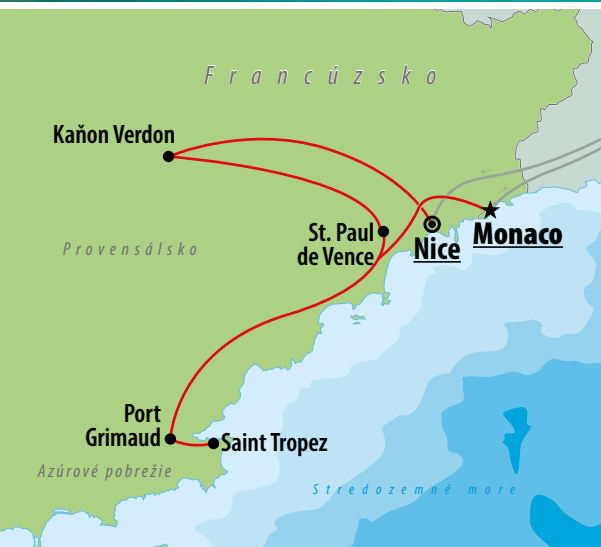 Francúzsko
Kaňon Verdon
St. Paul
de Vence
Nice
Monaco
Provensálsko
Port
Grimaud
Saint Tropez
Azúrové pobrežie
Stredozemné more